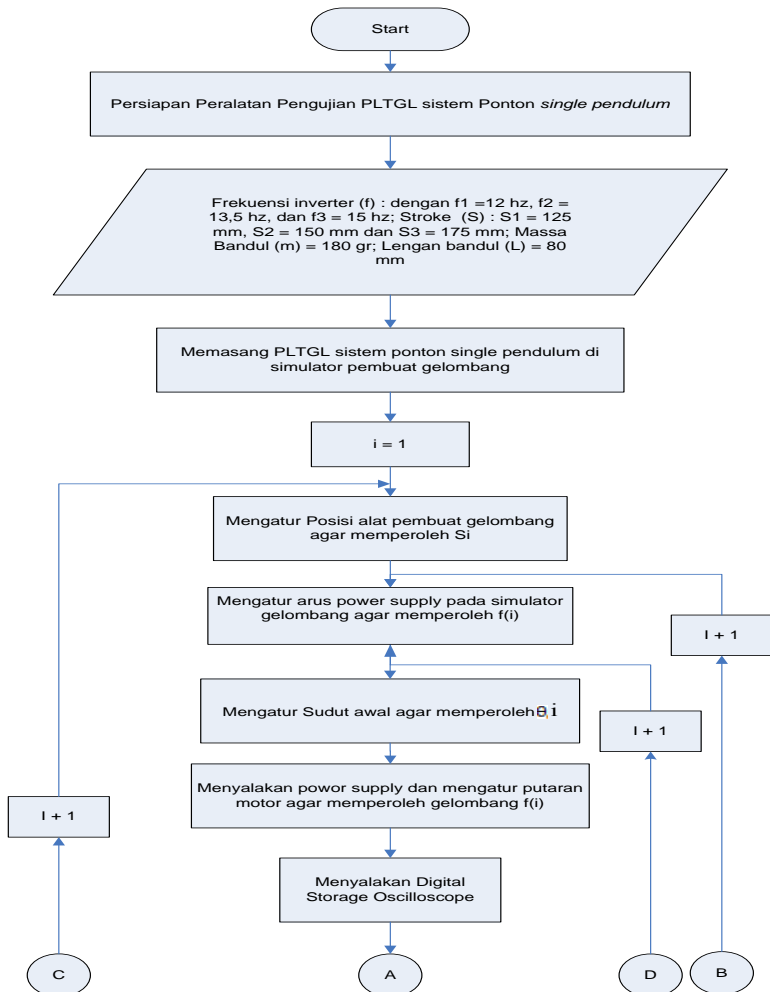 Start
Persiapan Peralatan Pengujian PLTGL sistem Ponton single pendulum
Frekuensi inverter (f) : dengan f1 =12 hz, f2 =
13,5 hz, dan f3 = 15 hz; Stroke (S) : S1 = 125
mm, S2 = 150 mm dan S3 = 175 mm; Massa
Bandul (m) = 180 gr; Lengan bandul (L) = 80
mm
Memasang PLTGL sistem ponton single pendulum di
simulator pembuat gelombang
i = 1
Mengatur Posisi alat pembuat gelombang
agar memperoleh Si
Mengatur arus power supply pada simulator
gelombang agar memperoleh f(i)
I + 1
Mengatur Sudut awal agar memperoleh θi
I + 1
Menyalakan powor supply dan mengatur putaran
motor agar memperoleh gelombang f(i)
I + 1
Menyalakan Digital
Storage Oscilloscope
C
A
D
B